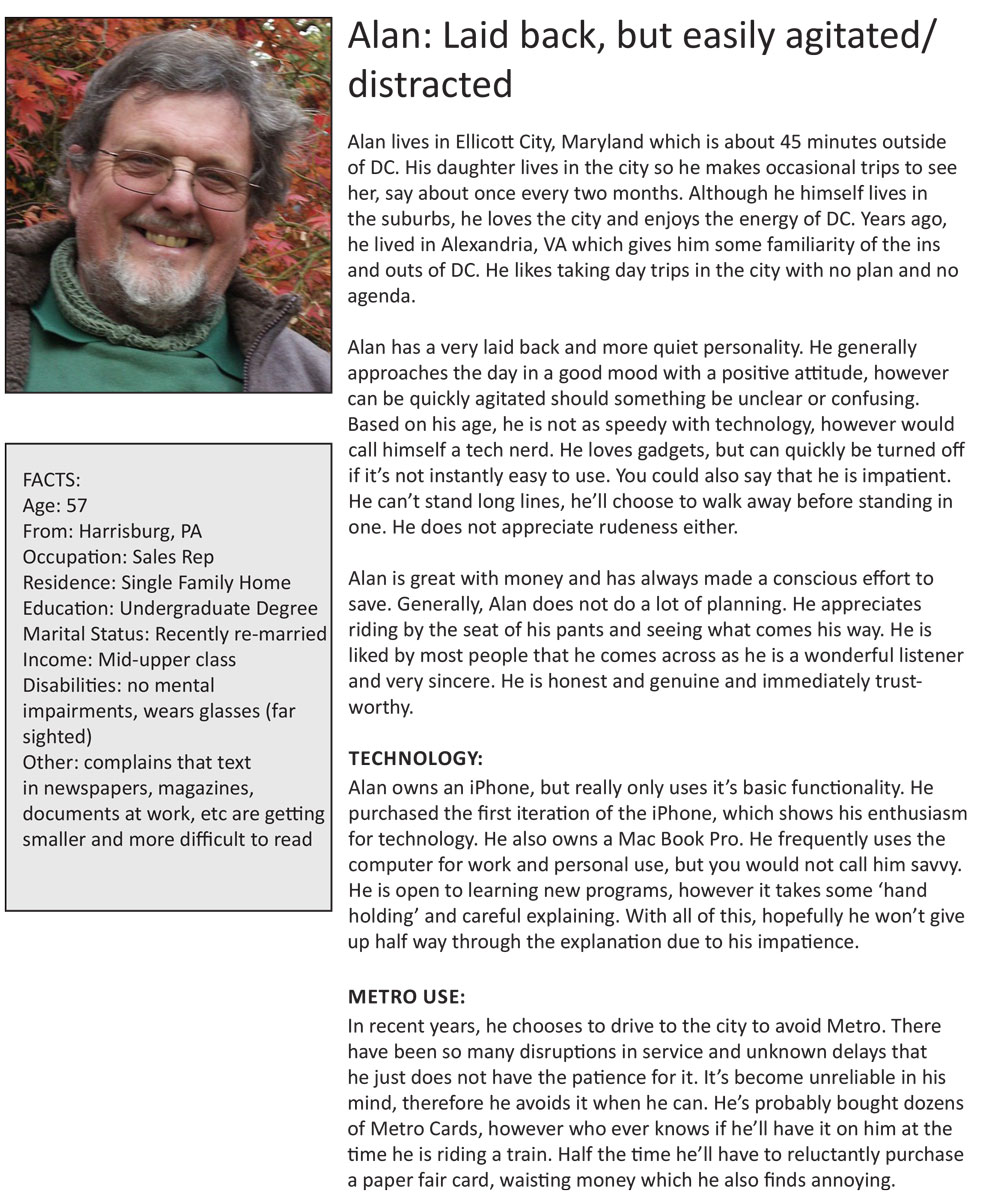 Alan: Laid back, but easily agitated/
distracted
Alan lives in Ellicott City, Maryland which is about 45 minutes outside
of DC. His daughter lives in the city so he makes occasional trips to see
her, say about once every two months. Although he himself lives in
the suburbs, he loves the city and enjoys the energy of DC. Years ago,
he lived in Alexandria, VA which gives him some familiarity of the ins
and outs of DC. He likes taking day trips in the city with no plan and no
agenda.
Alan has a very laid back and more quiet personality. He generally
approaches the day in a good mood with a positive attitude, however
can be quickly agitated should something be unclear or confusing.
Based on his age, he is not as speedy with technology, however would
call himself a tech nerd. He loves gadgets, but can quickly be turned off
if it’s not instantly easy to use. You could also say that he is impatient.
He can’t stand long lines, he’ll choose to walk away before standing in
one. He does not appreciate rudeness either.
Alan is great with money and has always made a conscious effort to
save. Generally, Alan does not do a lot of planning. He appreciates
riding by the seat of his pants and seeing what comes his way. He is
liked by most people that he comes across as he is a wonderful listener
and very sincere. He is honest and genuine and immediately trust-
worthy.
TECHNOLOGY:
Alan owns an iPhone, but really only uses it’s basic functionality. He
purchased the first iteration of the iPhone, which shows his enthusiasm
for technology. He also owns a Mac Book Pro. He frequently uses the
computer for work and personal use, but you would not call him savvy.
He is open to learning new programs, however it takes some ‘hand
holding’ and careful explaining. With all of this, hopefully he won’t give
up half way through the explanation due to his impatience.
METRO USE:
In recent years, he chooses to drive to the city to avoid Metro. There
have been so many disruptions in service and unknown delays that
he just does not have the patience for it. It’s become unreliable in his
mind, therefore he avoids it when he can. He’s probably bought dozens
of Metro Cards, however who ever knows if he’ll have it on him at the
time he is riding a train. Half the time he’ll have to reluctantly purchase
a paper fair card, waisting money which he also finds annoying.
FACTS:
Age: 57
From: Harrisburg, PA
Occupation: Sales Rep
Residence: Single Family Home
Education: Undergraduate Degree
Marital Status: Recently re-married
Income: Mid-upper class
Disabilities: no mental
impairments, wears glasses (far
sighted)
Other: complains that text
in newspapers, magazines,
documents at work, etc are getting
smaller and more difficult to read